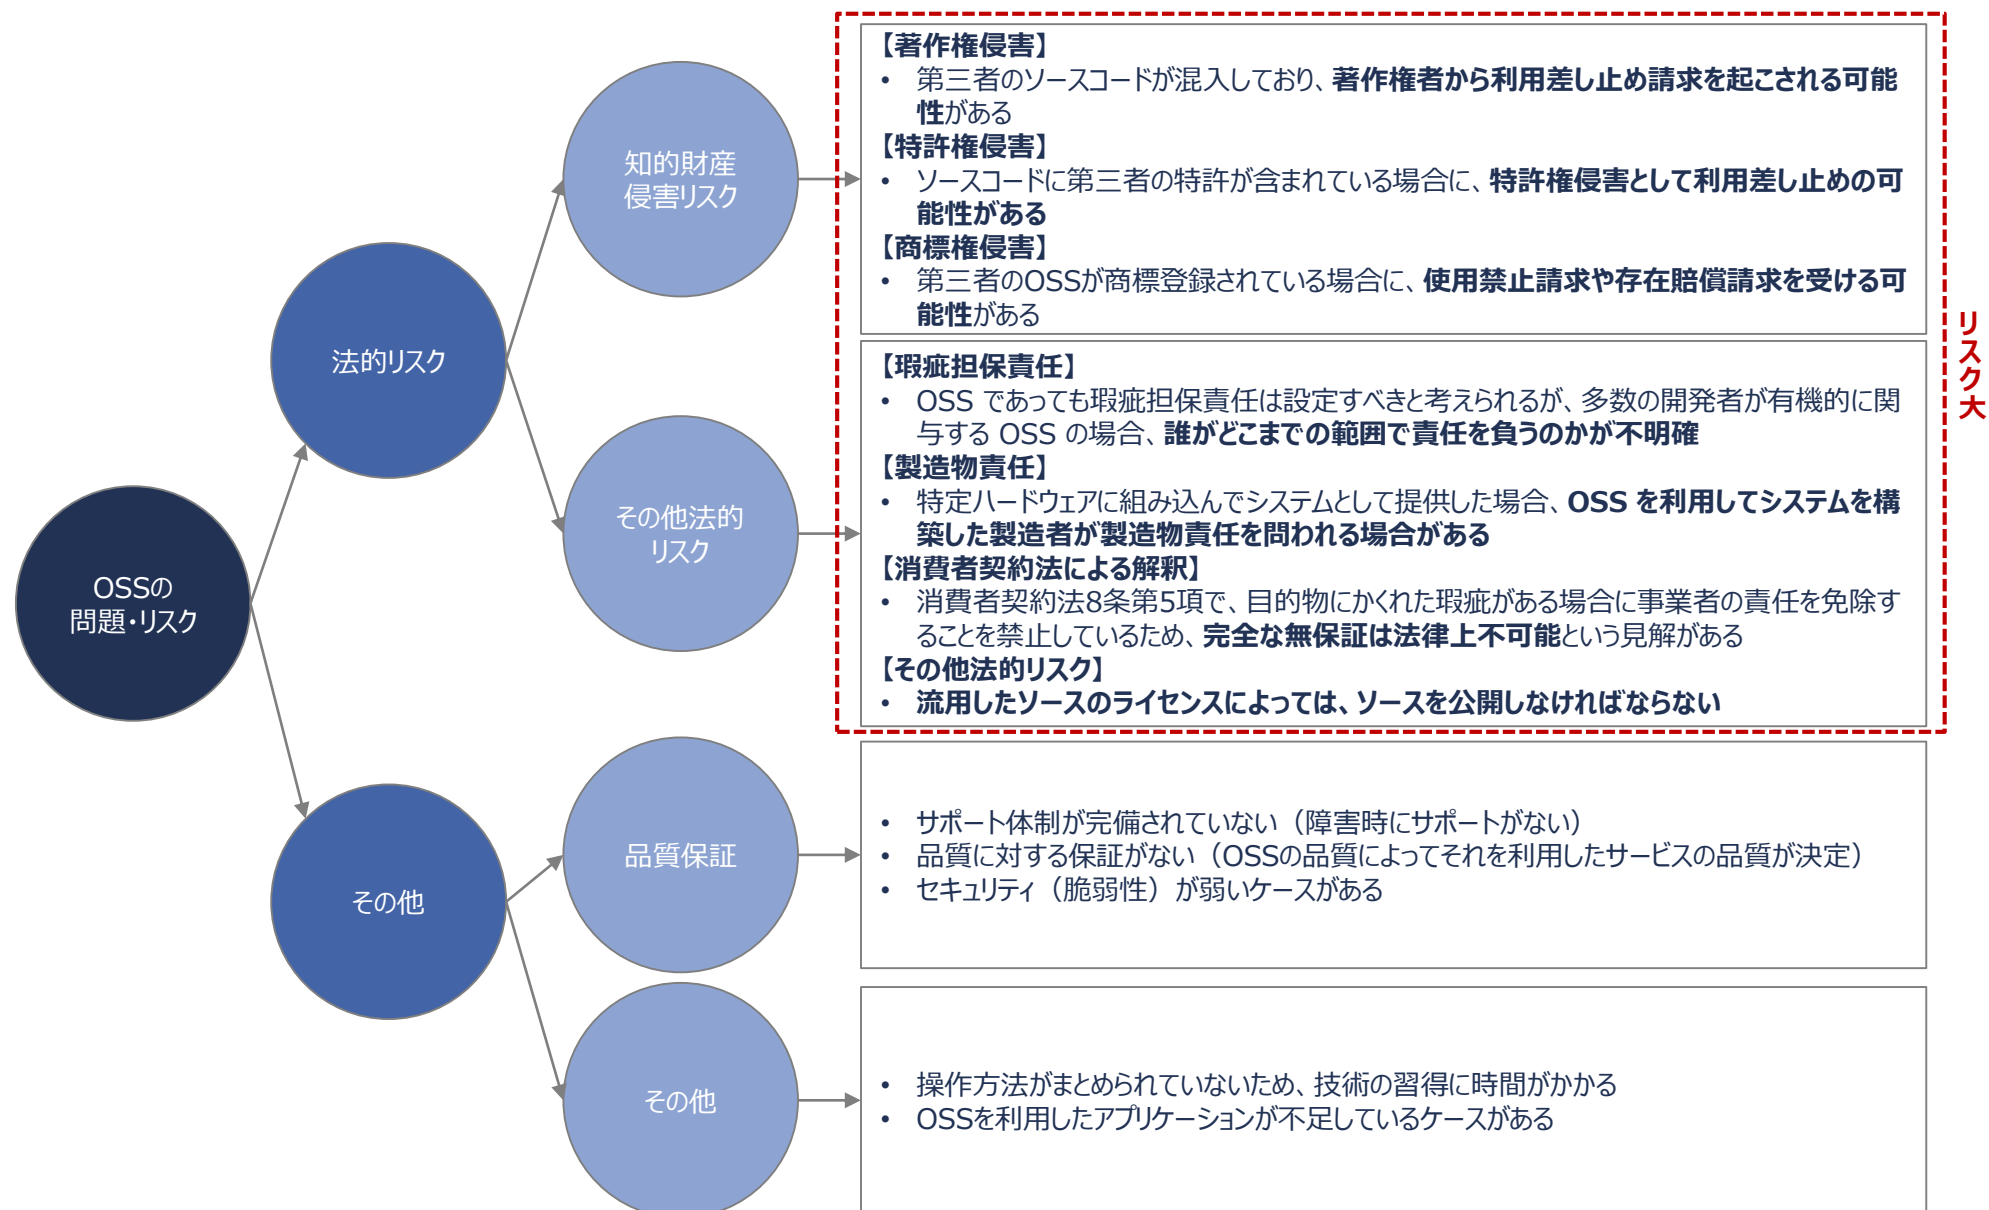 OSSの
問題・リスク
法的リスク
その他
知的財産
侵害リスク
その他法的
リスク
品質保証
その他
【著作権侵害】
• 第三者のソースコードが混入しており、著作権者から利用差し止め請求を起こされる可能
性がある
【特許権侵害】
• ソースコードに第三者の特許が含まれている場合に、特許権侵害として利用差し止めの可
能性がある
【商標権侵害】
• 第三者のOSSが商標登録されている場合に、使用禁止請求や存在賠償請求を受ける可
能性がある
【瑕疵担保責任】
• OSS であっても瑕疵担保責任は設定すべきと考えられるが、多数の開発者が有機的に関
与する OSS の場合、誰がどこまでの範囲で責任を負うのかが不明確
【製造物責任】
• 特定ハードウェアに組み込んでシステムとして提供した場合、OSS を利用してシステムを構
築した製造者が製造物責任を問われる場合がある
【消費者契約法による解釈】
• 消費者契約法8条第5項で、目的物にかくれた瑕疵がある場合に事業者の責任を免除す
ることを禁止しているため、完全な無保証は法律上不可能という見解がある
【その他法的リスク】
• 流用したソースのライセンスによっては、ソースを公開しなければならない
リスク大
• サポート体制が完備されていない（障害時にサポートがない）
• 品質に対する保証がない（OSSの品質によってそれを利用したサービスの品質が決定）
• セキュリティ（脆弱性）が弱いケースがある
• 操作方法がまとめられていないため、技術の習得に時間がかかる
• OSSを利用したアプリケーションが不足しているケースがある